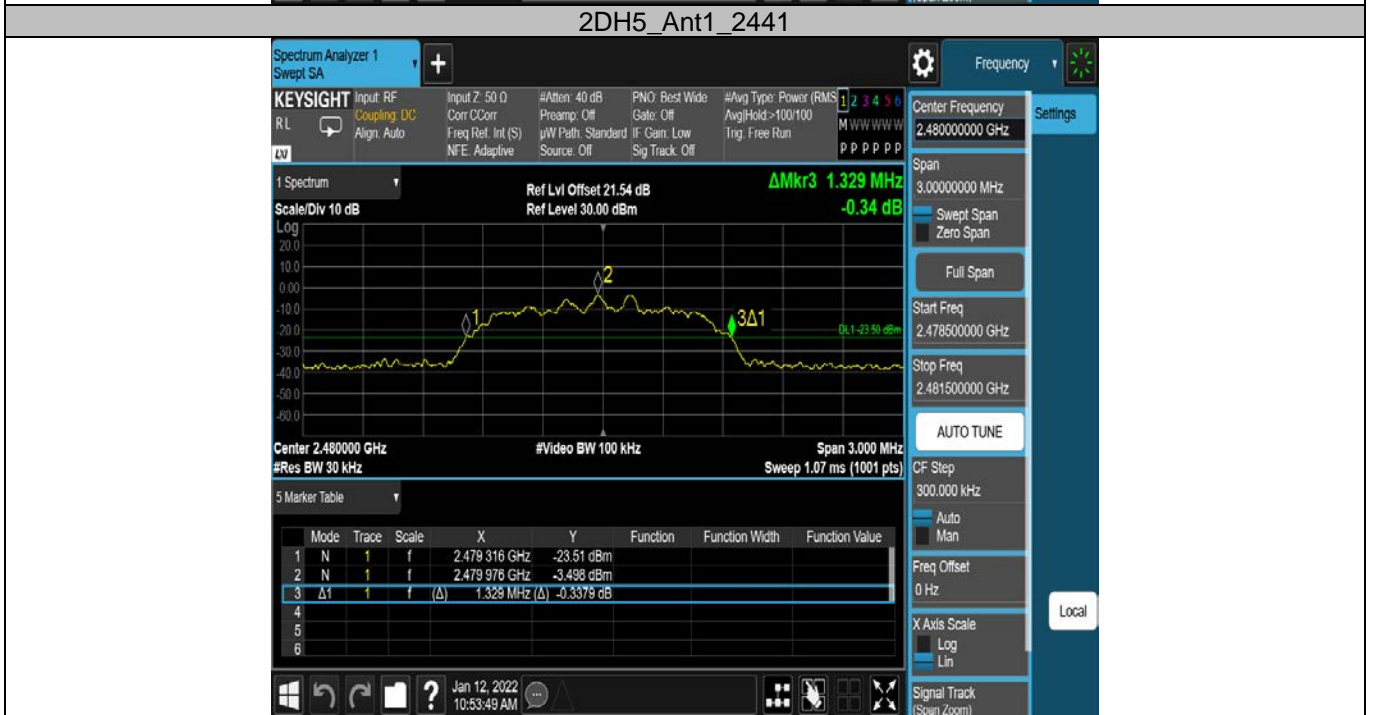 (Span Zoom)
2DH5_Ant1_2441
Spectrum Analyzer 1
Swept SA
+
Frequency
KEYSIGHT
RL
Input: RF
Coupling: DC
Align: Auto
Input Z: 50 Ω
Corr CCorr
Freq Ref: Int (S)
NFE: Adaptive
#Atten: 40 dB
Preamp: Off
µW Path: Standard
Source: Off
PNO: Best Wide
Gate: Off
IF Gain: Low
Sig Track: Off
#Avg Type: Power (RMS
Avg|Hold:>100/100
Trig: Free Run
1 2 3 4 5 6
M W W W W W
P P P P P P
1 Spectrum
Scale/Div 10 dB
Ref Lvl Offset 21.54 dB
Ref Level 30.00 dBm
ΔMkr3 1.329 MHz
-0.34 dB
Log
20.0
10.0
0.00
-10.0
-20.0
-30.0
-40.0
-50.0
-60.0
1
2
3Δ1
DL1 -23.50 dBm
Center 2.480000 GHz
#Video BW 100 kHz
Span 3.000 MHz
#Res BW 30 kHz
Sweep 1.07 ms (1001 pts)
5 Marker Table
Mode Trace Scale X Y Function Function Width Function Value
1 N 1 f 2.479 316 GHz -23.51 dBm
2 N 1 f 2.479 976 GHz -3.498 dBm
3 Δ1 1 f (Δ) 1.329 MHz (Δ) -0.3379 dB
4
5
6
?
Jan 12, 2022
10:53:49 AM
Center Frequency
2.480000000 GHz
Settings
Span
3.00000000 MHz
Swept Span
Zero Span
Full Span
Start Freq
2.478500000 GHz
Stop Freq
2.481500000 GHz
AUTO TUNE
CF Step
300.000 kHz
Auto
Man
Freq Offset
0 Hz
Local
X Axis Scale
Log
Lin
Signal Track
(Span Zoom)